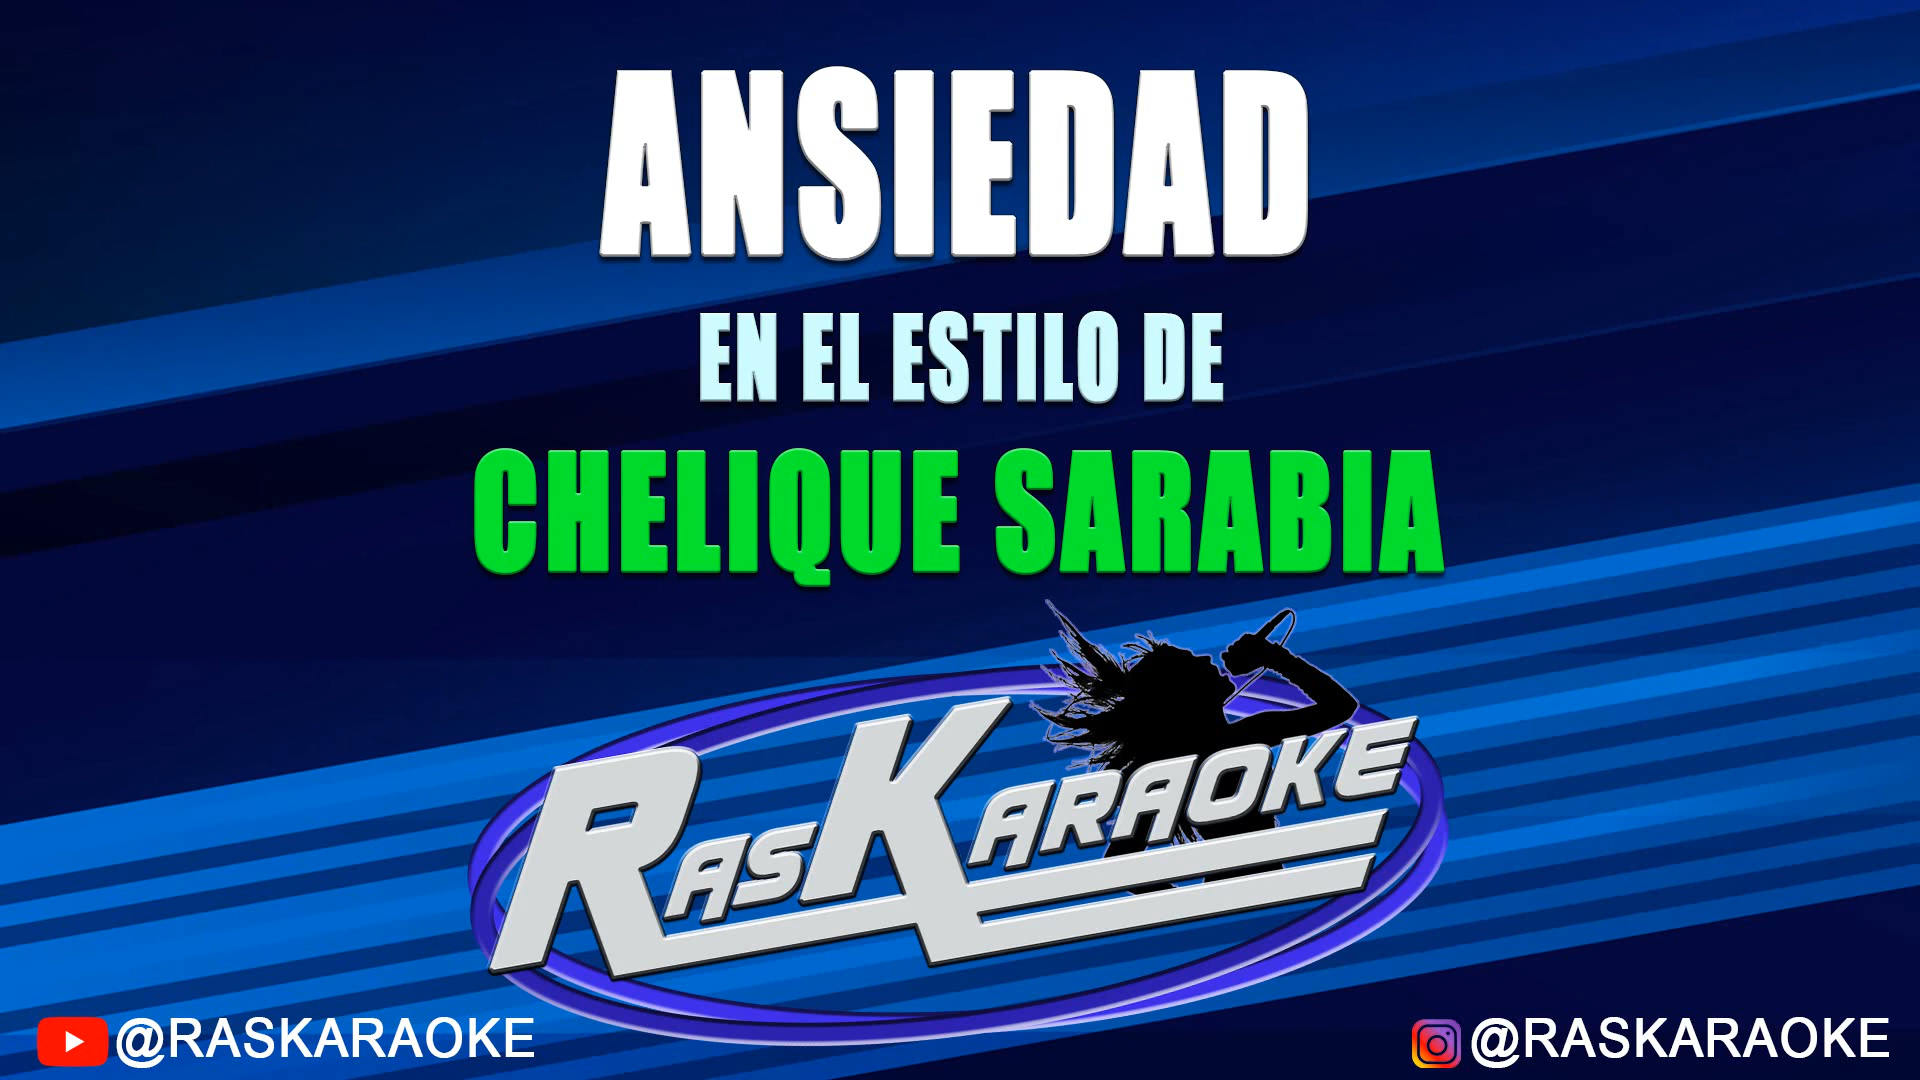 ANSIEDAD
EN EL ESTILO DE
CHELIQUE SARABIA
RASKARAOKE
@RASKARAOKE
@RASKARAOKE